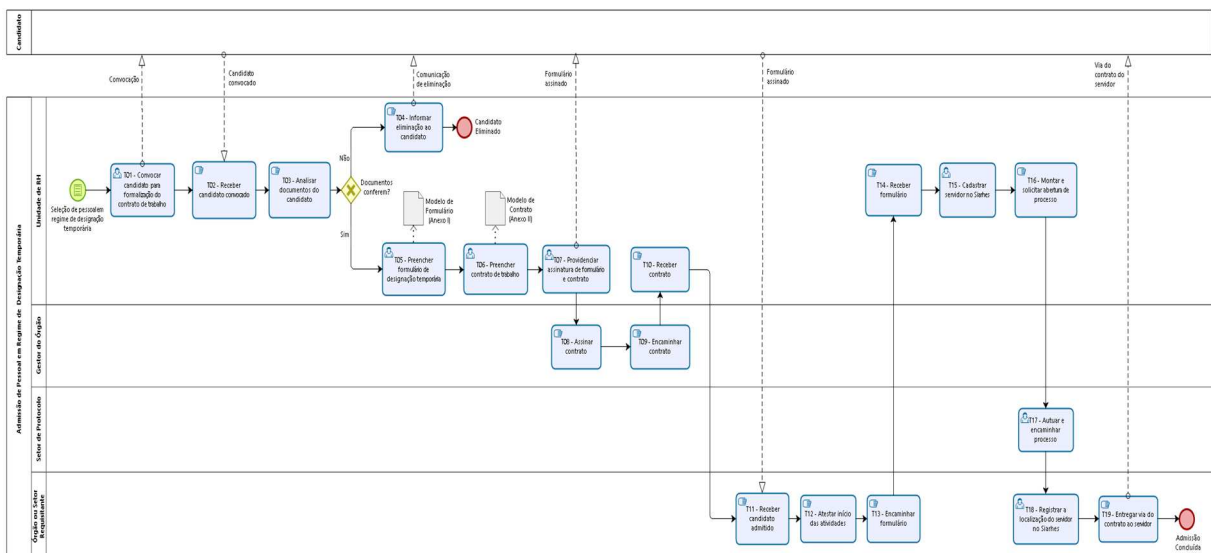 Candidato
Convocação
Candidato
convocado
Comunicação
de eliminação
Formulário
assinado
Formulário
assinado
Via do
contrato do
servidor
Admissão de Pessoal em Regime de Designação Temporária
Unidade de RH
Seleção de pessoal em
regime de designação
temporária
T01 - Convocar
candidato para
formalização do
contrato de trabalho
T02 - Receber
candidato convocado
T03 - Analisar
documentos do
candidato
Documentos
conferem?
Não
Sim
T04 - Informar
eliminação ao
candidato
Candidato
Eliminado
Modelo de
Formulário
(Anexo I)
Modelo de
Contrato
(Anexo II)
T05 - Preencher
formulário de
designação temporária
T06 - Preencher
contrato de trabalho
T07 - Providenciar
assinatura de formulário
e contrato
T10 - Receber
contrato
T14 - Receber
formulário
T15 - Cadastrar
servidor no Siarhes
T16 - Montar e
solicitar abertura de
processo
Gestor do Órgão
T08 - Assinar
contrato
T09 - Encaminhar
contrato
Setor de Protocolo
T17 - Autuar e
encaminhar
processo
Órgão ou Setor
Requisitante
T11 - Receber
candidato
admitido
T12 - Atestar início
das atividades
T13 - Encaminhar
formulário
T18 - Registrar a
localização do servidor
no Siarhes
T19 - Entregar via do
contrato ao servidor
Admissão
Concluída